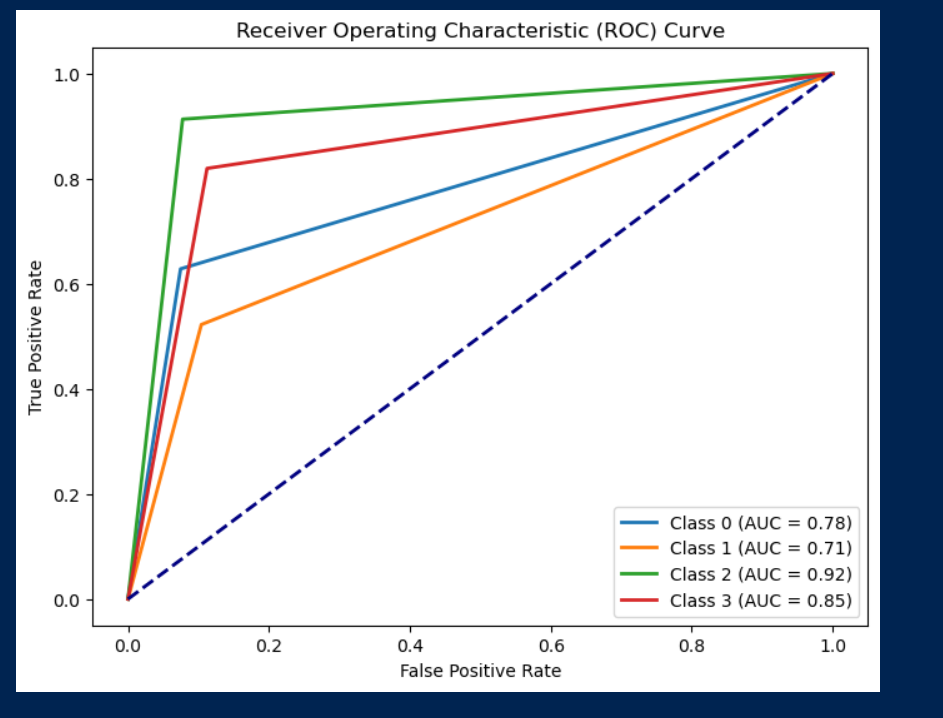 Receiver Operating Characteristic (ROC) Curve
True Positive Rate
1.0
0.8
0.6
0.4
0.2
0.0
Class 0 (AUC = 0.78)
Class 1 (AUC = 0.71)
Class 2 (AUC = 0.92)
Class 3 (AUC = 0.85)
0.0 0.2 0.4 0.6 0.8 1.0
False Positive Rate